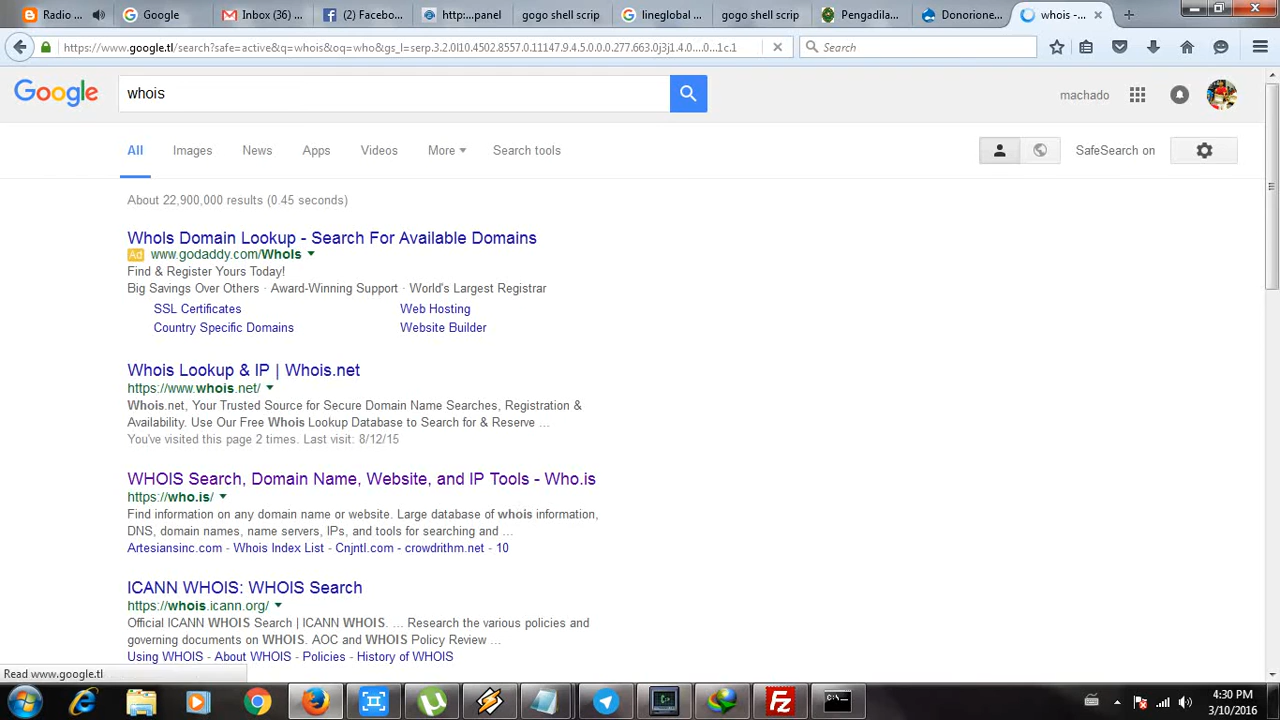 Radio ...
Google
Inbox (36) ...
(2) Facebo...
http:...panel
gogo shell scrip
lineglobal ...
gogo shell scrip
Pengadila...
Donorione...
whois -...
https://www.google.tl/search?safe=active&q=whois&oq=who&gs_l=serp.3.2.0l10.4502.8557.0.11147.9.4.5.0.0.0.277.663.0j3j1.4.0....0...1c.1
Search
Google
whois
machado
All
Images
News
Apps
Videos
More
Search tools
SafeSearch on
About 22,900,000 results (0.45 seconds)
WhoIs Domain Lookup - Search For Available Domains
Ad www.godaddy.com/WhoIs
Find & Register Yours Today!
Big Savings Over Others · Award-Winning Support · World's Largest Registrar
SSL Certificates
Web Hosting
Country Specific Domains
Website Builder
Whois Lookup & IP | Whois.net
https://www.whois.net/
Whois.net, Your Trusted Source for Secure Domain Name Searches, Registration &
Availability. Use Our Free Whois Lookup Database to Search for & Reserve ...
You've visited this page 2 times. Last visit: 8/12/15
WHOIS Search, Domain Name, Website, and IP Tools - Who.is
https://who.is/
Find information on any domain name or website. Large database of whois information,
DNS, domain names, name servers, IPs, and tools for searching and ...
Artesiansinc.com - Whois Index List - Cnjntl.com - crowdrithm.net - 10
ICANN WHOIS: WHOIS Search
https://whois.icann.org/
Official ICANN WHOIS Search | ICANN WHOIS. ... Research the various policies and
governing documents on WHOIS. AOC and WHOIS Policy Review ...
Using WHOIS - About WHOIS - Policies - History of WHOIS
Read www.google.tl
4:30 PM
3/10/2016